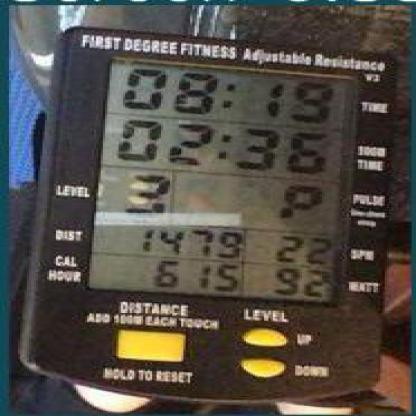 FIRST DEGREE FITNESS Adjustable Resistance
V3
08:19 TIME
02:36 500M TIME
LEVEL 3 P PULSE
DIST 1479 22 SPM
CAL HOUR 615 92 WATT
DISTANCE
ADD 100M EACH TOUCH
LEVEL
UP
DOWN
HOLD TO RESET